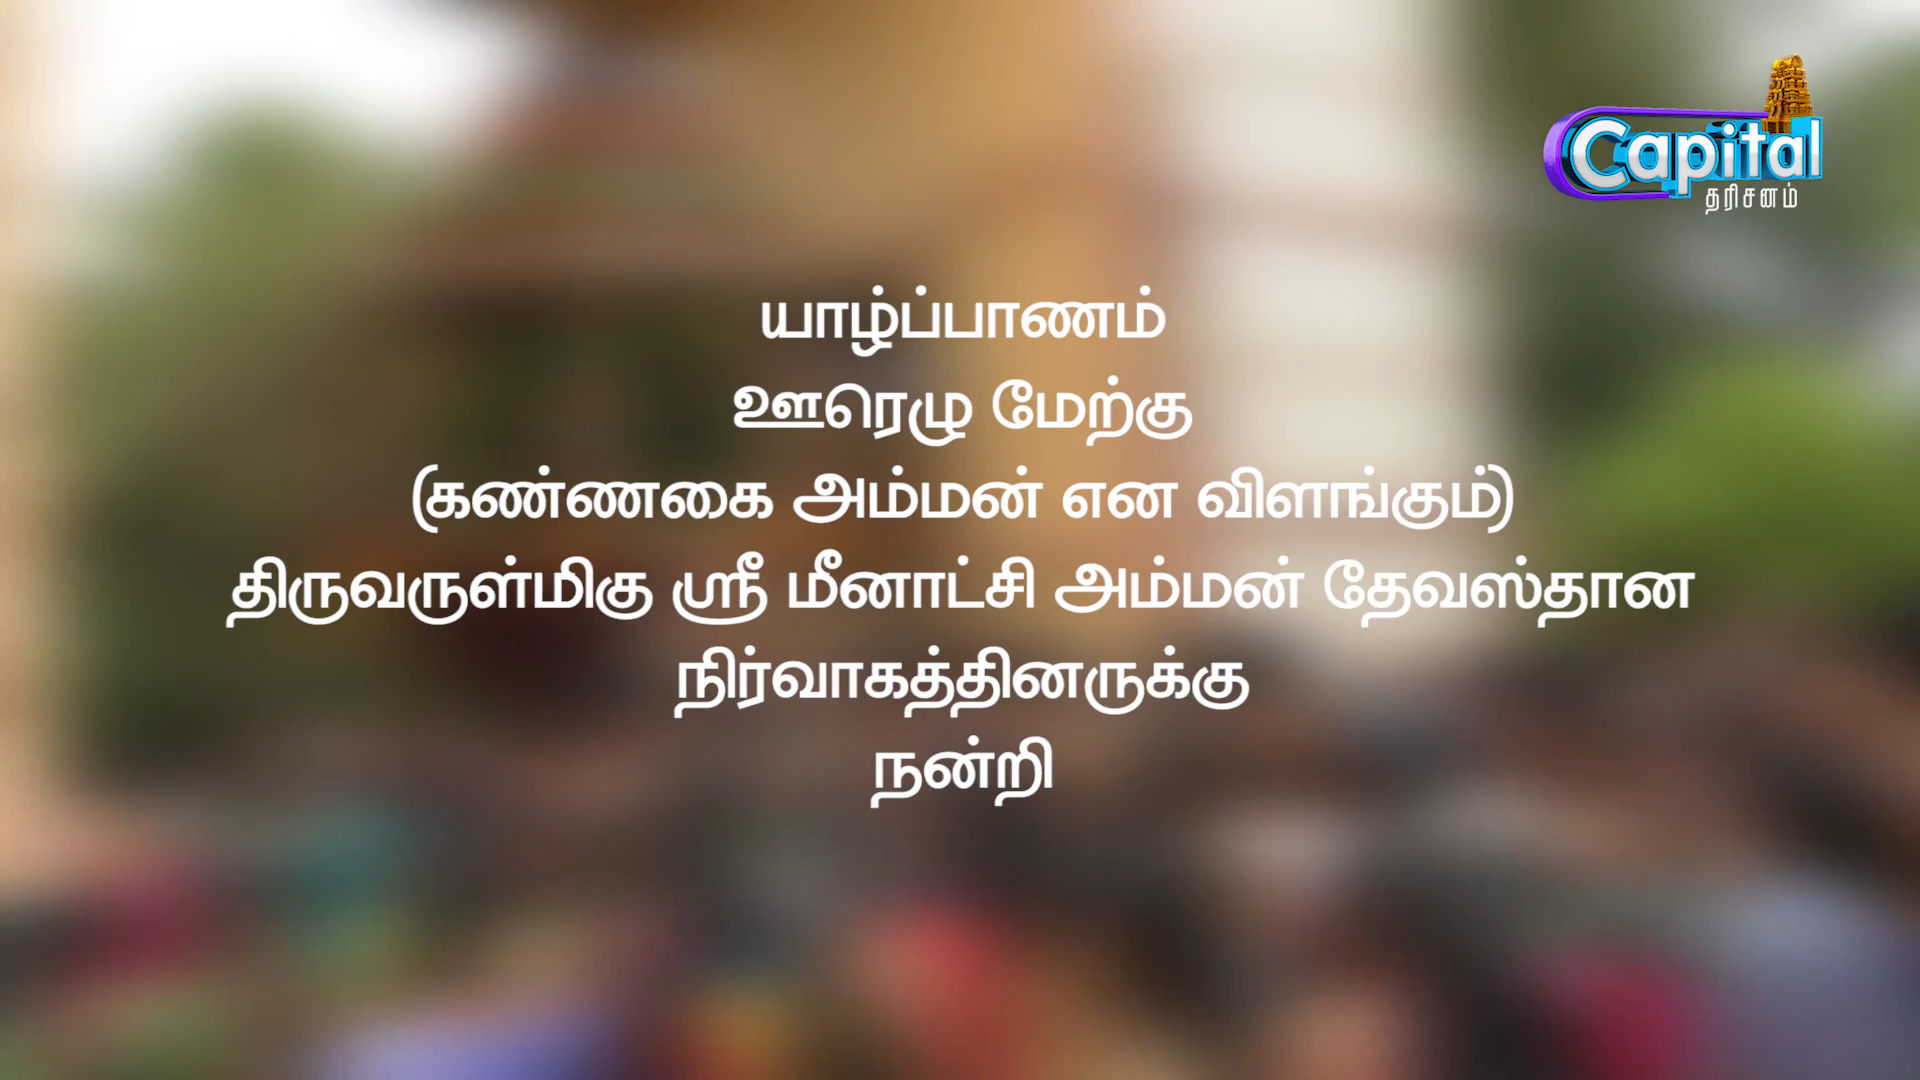 Capital
தரிசனம்
யாழ்ப்பாணம்
ஊரெழு மேற்கு
(கண்ணகை அம்மன் என விளங்கும்)
திருவருள்மிகு ஸ்ரீ மீனாட்சி அம்மன் தேவஸ்தான
நிர்வாகத்தினருக்கு
நன்றி